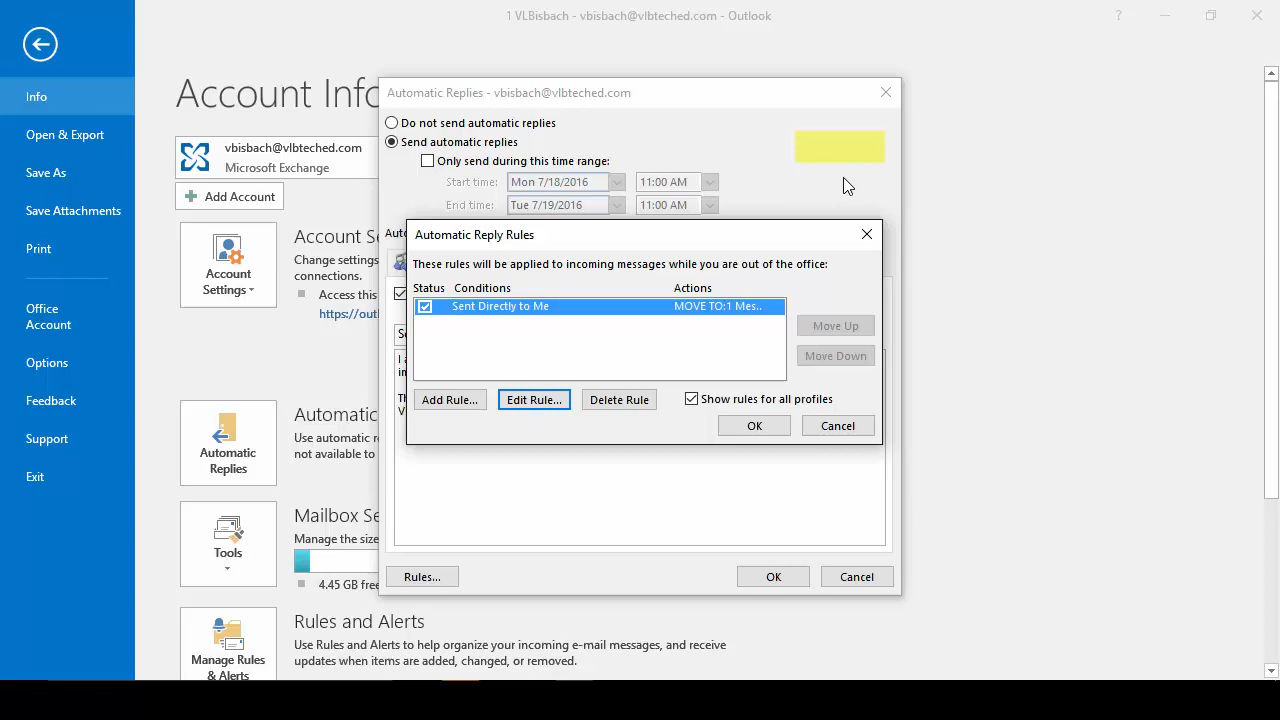 1 VLBisbach - vbisbach@vlbteched.com - Outlook
?
Info
Open & Export
Save As
Save Attachments
Print
Office
Account
Options
Feedback
Support
Exit
Account Info
vbisbach@vlbteched.com
Microsoft Exchange
Add Account
Account
Settings
Account Se
Change settings
connections.
Access this
https://outl
Automatic
Replies
Automatic
Use automatic re
not available to
Tools
Mailbox Se
Manage the size
4.45 GB free
Manage Rules
& Alerts
Rules and Alerts
Use Rules and Alerts to help organize your incoming e-mail messages, and receive
updates when items are added, changed, or removed.
Automatic Replies - vbisbach@vlbteched.com
Do not send automatic replies
Send automatic replies
Only send during this time range:
Start time: Mon 7/18/2016 11:00 AM
End time: Tue 7/19/2016 11:00 AM
Auto
Automatic Reply Rules
These rules will be applied to incoming messages while you are out of the office:
Status Conditions Actions
Sent Directly to Me MOVE TO:1 Mes..
Move Up
Move Down
Add Rule... Edit Rule... Delete Rule Show rules for all profiles
OK Cancel
Rules... OK Cancel